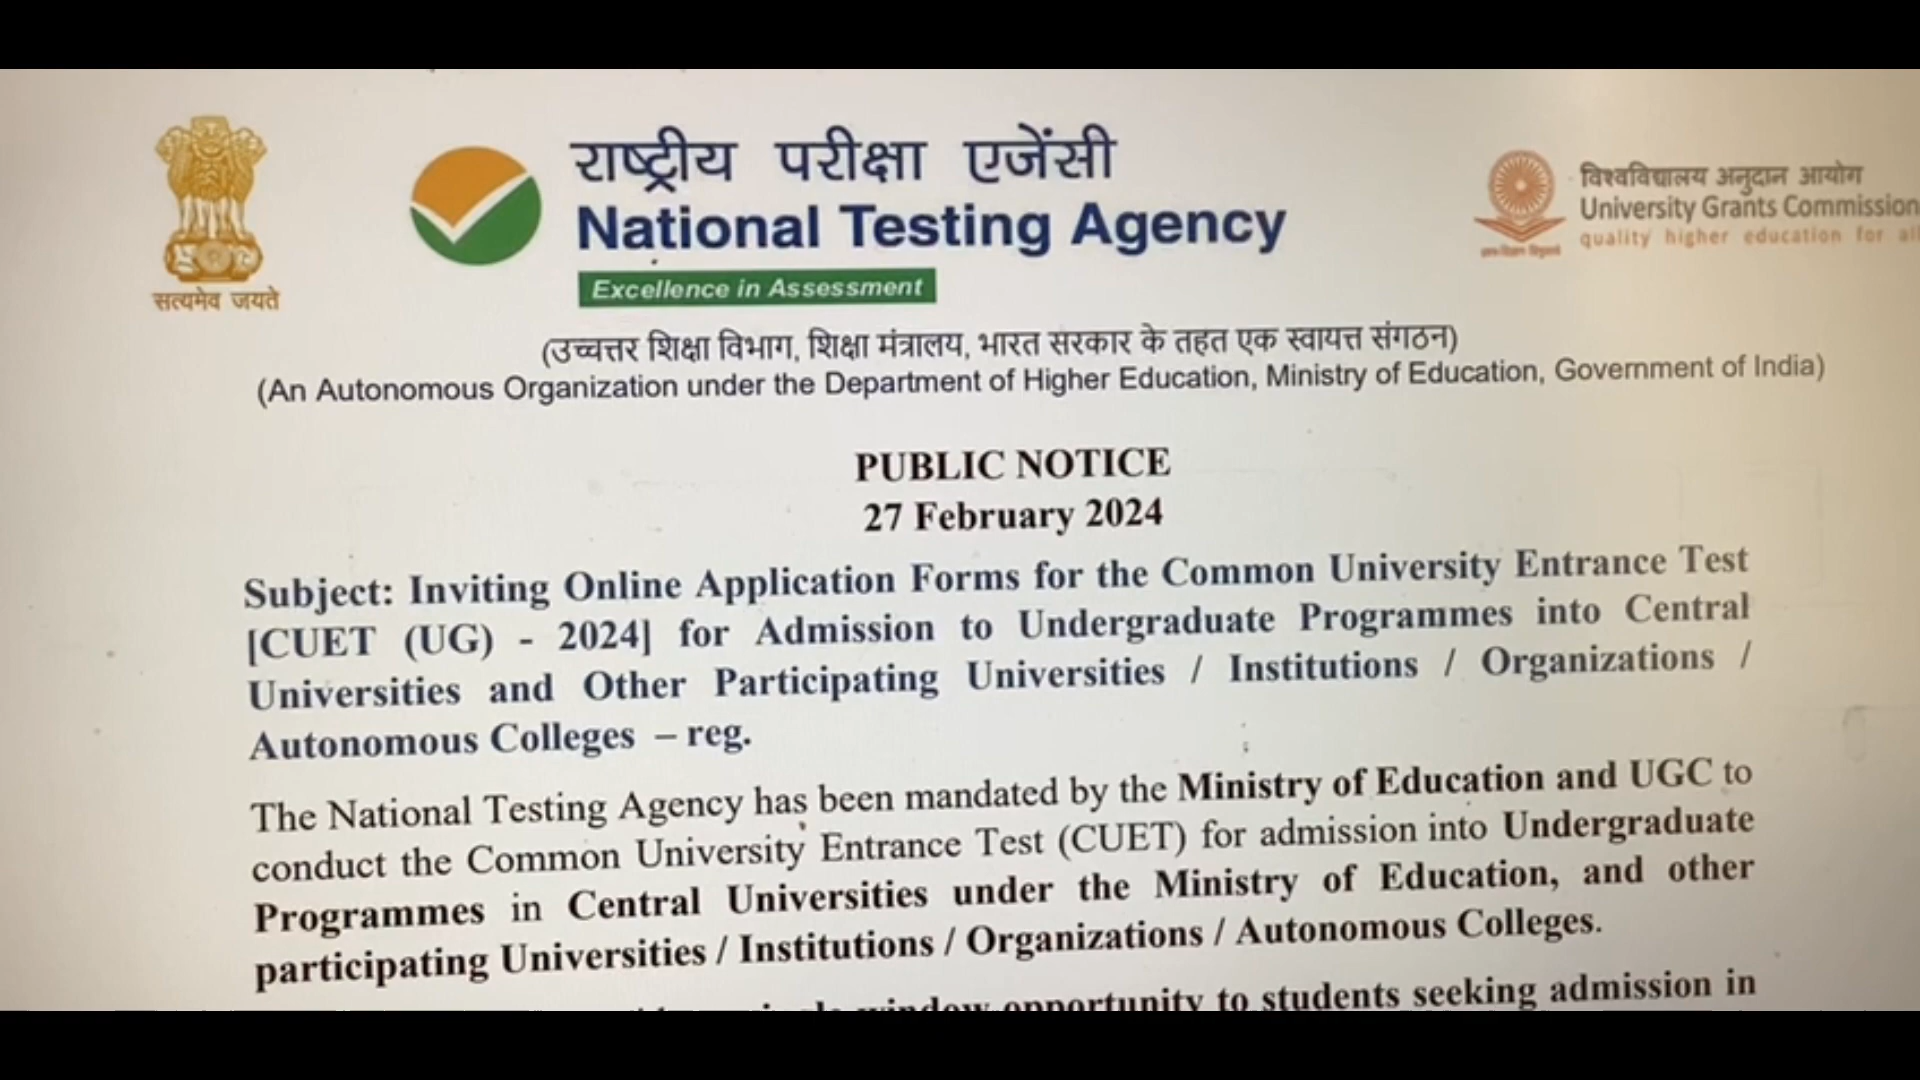 राष्ट्रीय परीक्षा एजेंसी
National Testing Agency
Excellence in Assessment
सत्यमेव जयते
विश्वविद्यालय अनुदान आयोग
University Grants Commission
quality higher education for all
(उच्चत्तर शिक्षा विभाग, शिक्षा मंत्रालय, भारत सरकार के तहत एक स्वायत्त संगठन)
(An Autonomous Organization under the Department of Higher Education, Ministry of Education, Government of India)
PUBLIC NOTICE
27 February 2024
Subject: Inviting Online Application Forms for the Common University Entrance Test
[CUET (UG) - 2024] for Admission to Undergraduate Programmes into Central
Universities and Other Participating Universities / Institutions / Organizations /
Autonomous Colleges – reg.
The National Testing Agency has been mandated by the Ministry of Education and UGC to
conduct the Common University Entrance Test (CUET) for admission into Undergraduate
Programmes in Central Universities under the Ministry of Education, and other
participating Universities / Institutions / Organizations / Autonomous Colleges.
window opportunity to students seeking admission in